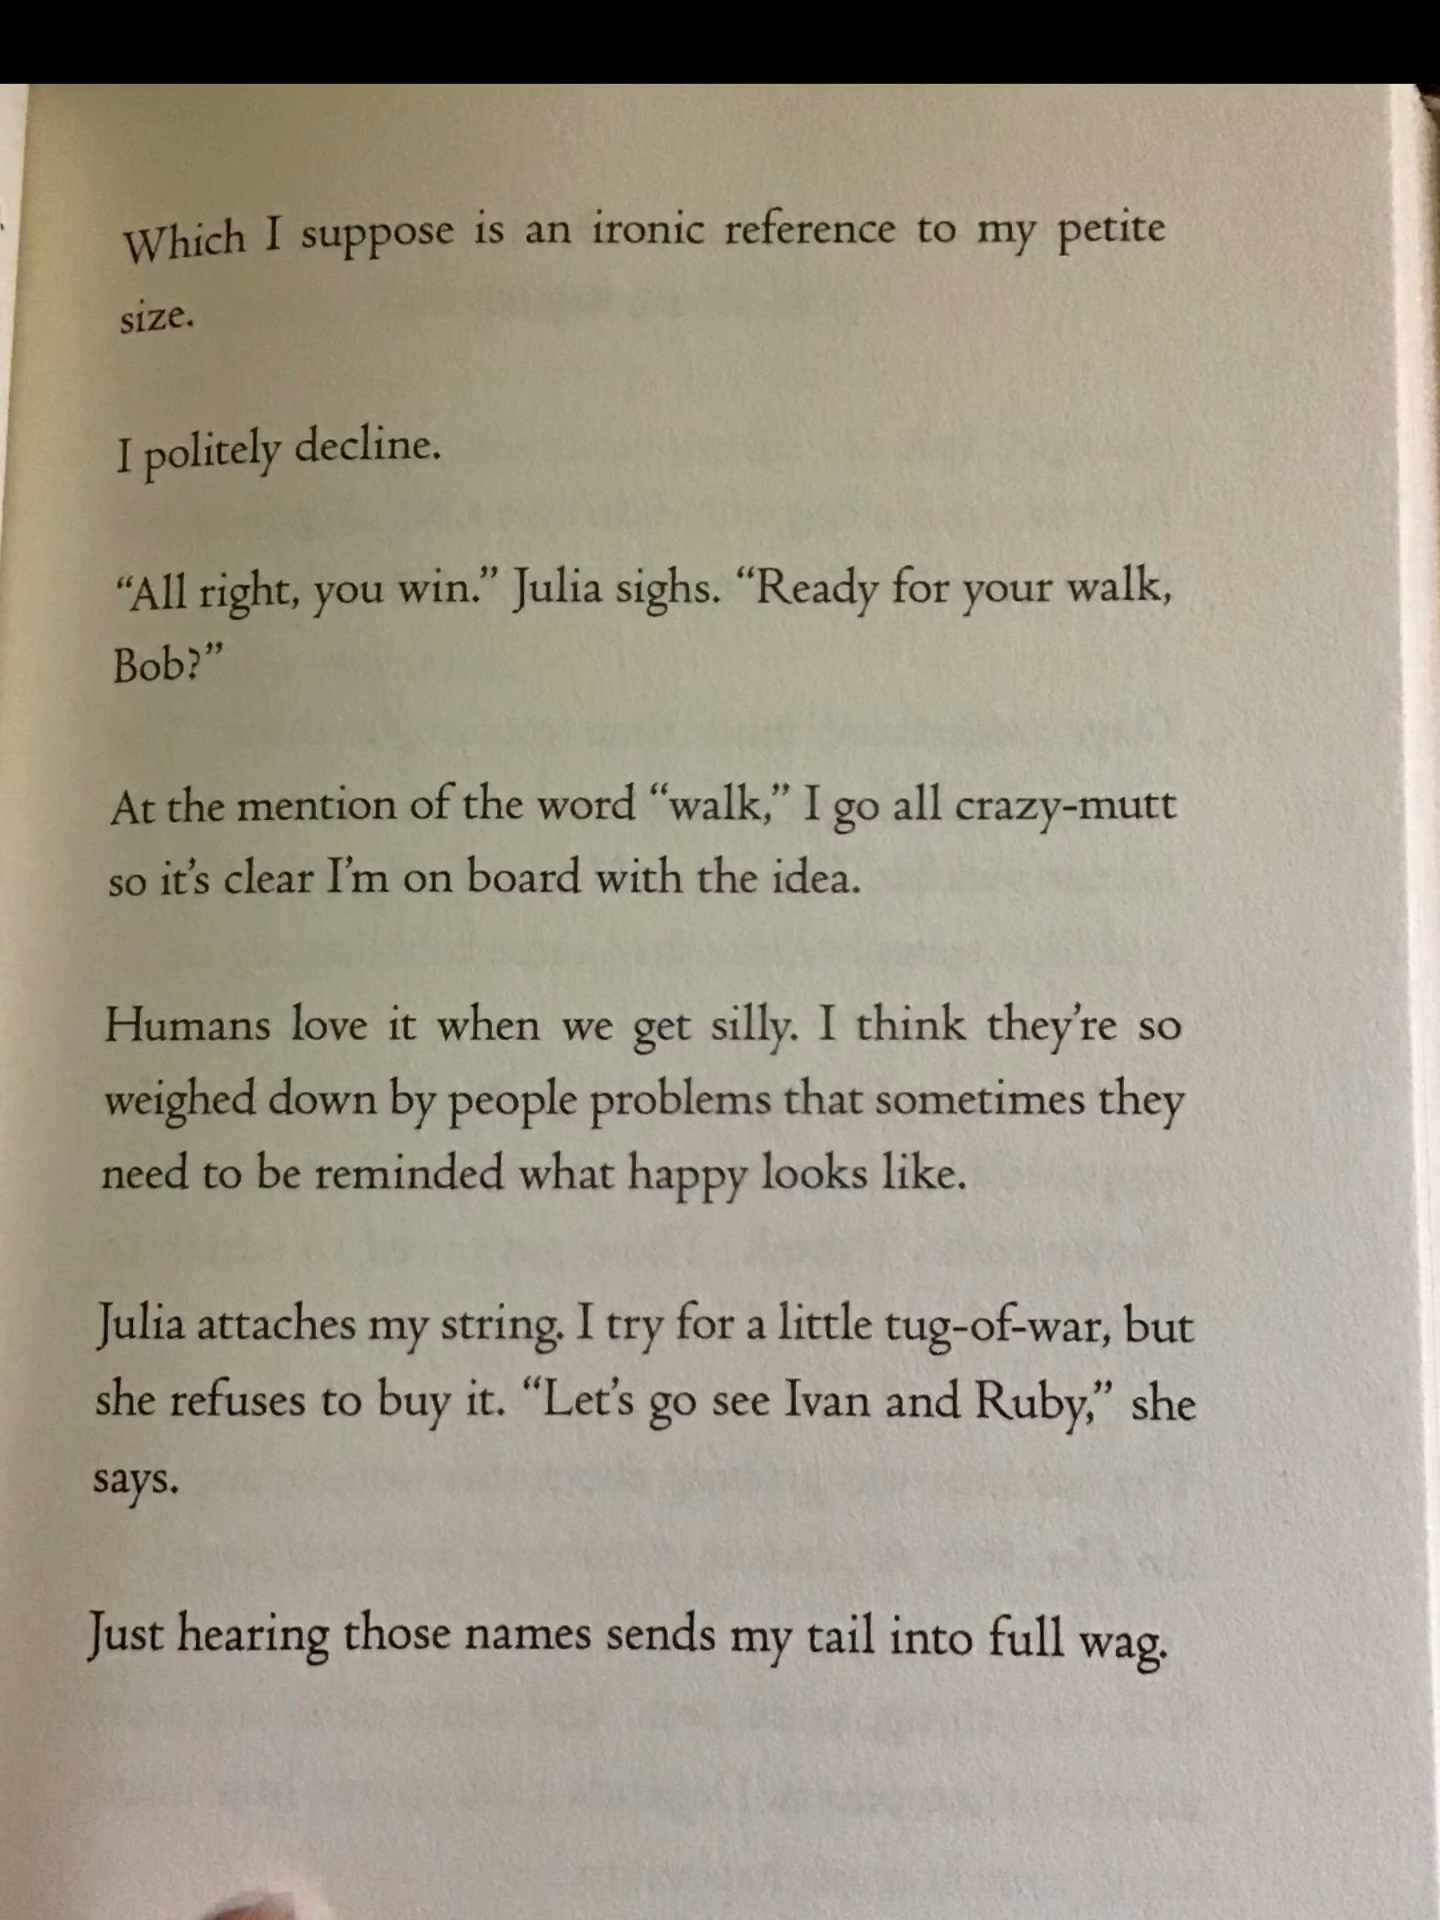 Which I suppose is an ironic reference to my petite
size.
I politely decline.
“All right, you win.” Julia sighs. “Ready for your walk,
Bob?”
At the mention of the word “walk,” I go all crazy-mutt
so it’s clear I’m on board with the idea.
Humans love it when we get silly. I think they’re so
weighed down by people problems that sometimes they
need to be reminded what happy looks like.
Julia attaches my string. I try for a little tug-of-war, but
she refuses to buy it. “Let’s go see Ivan and Ruby,” she
says.
Just hearing those names sends my tail into full wag.